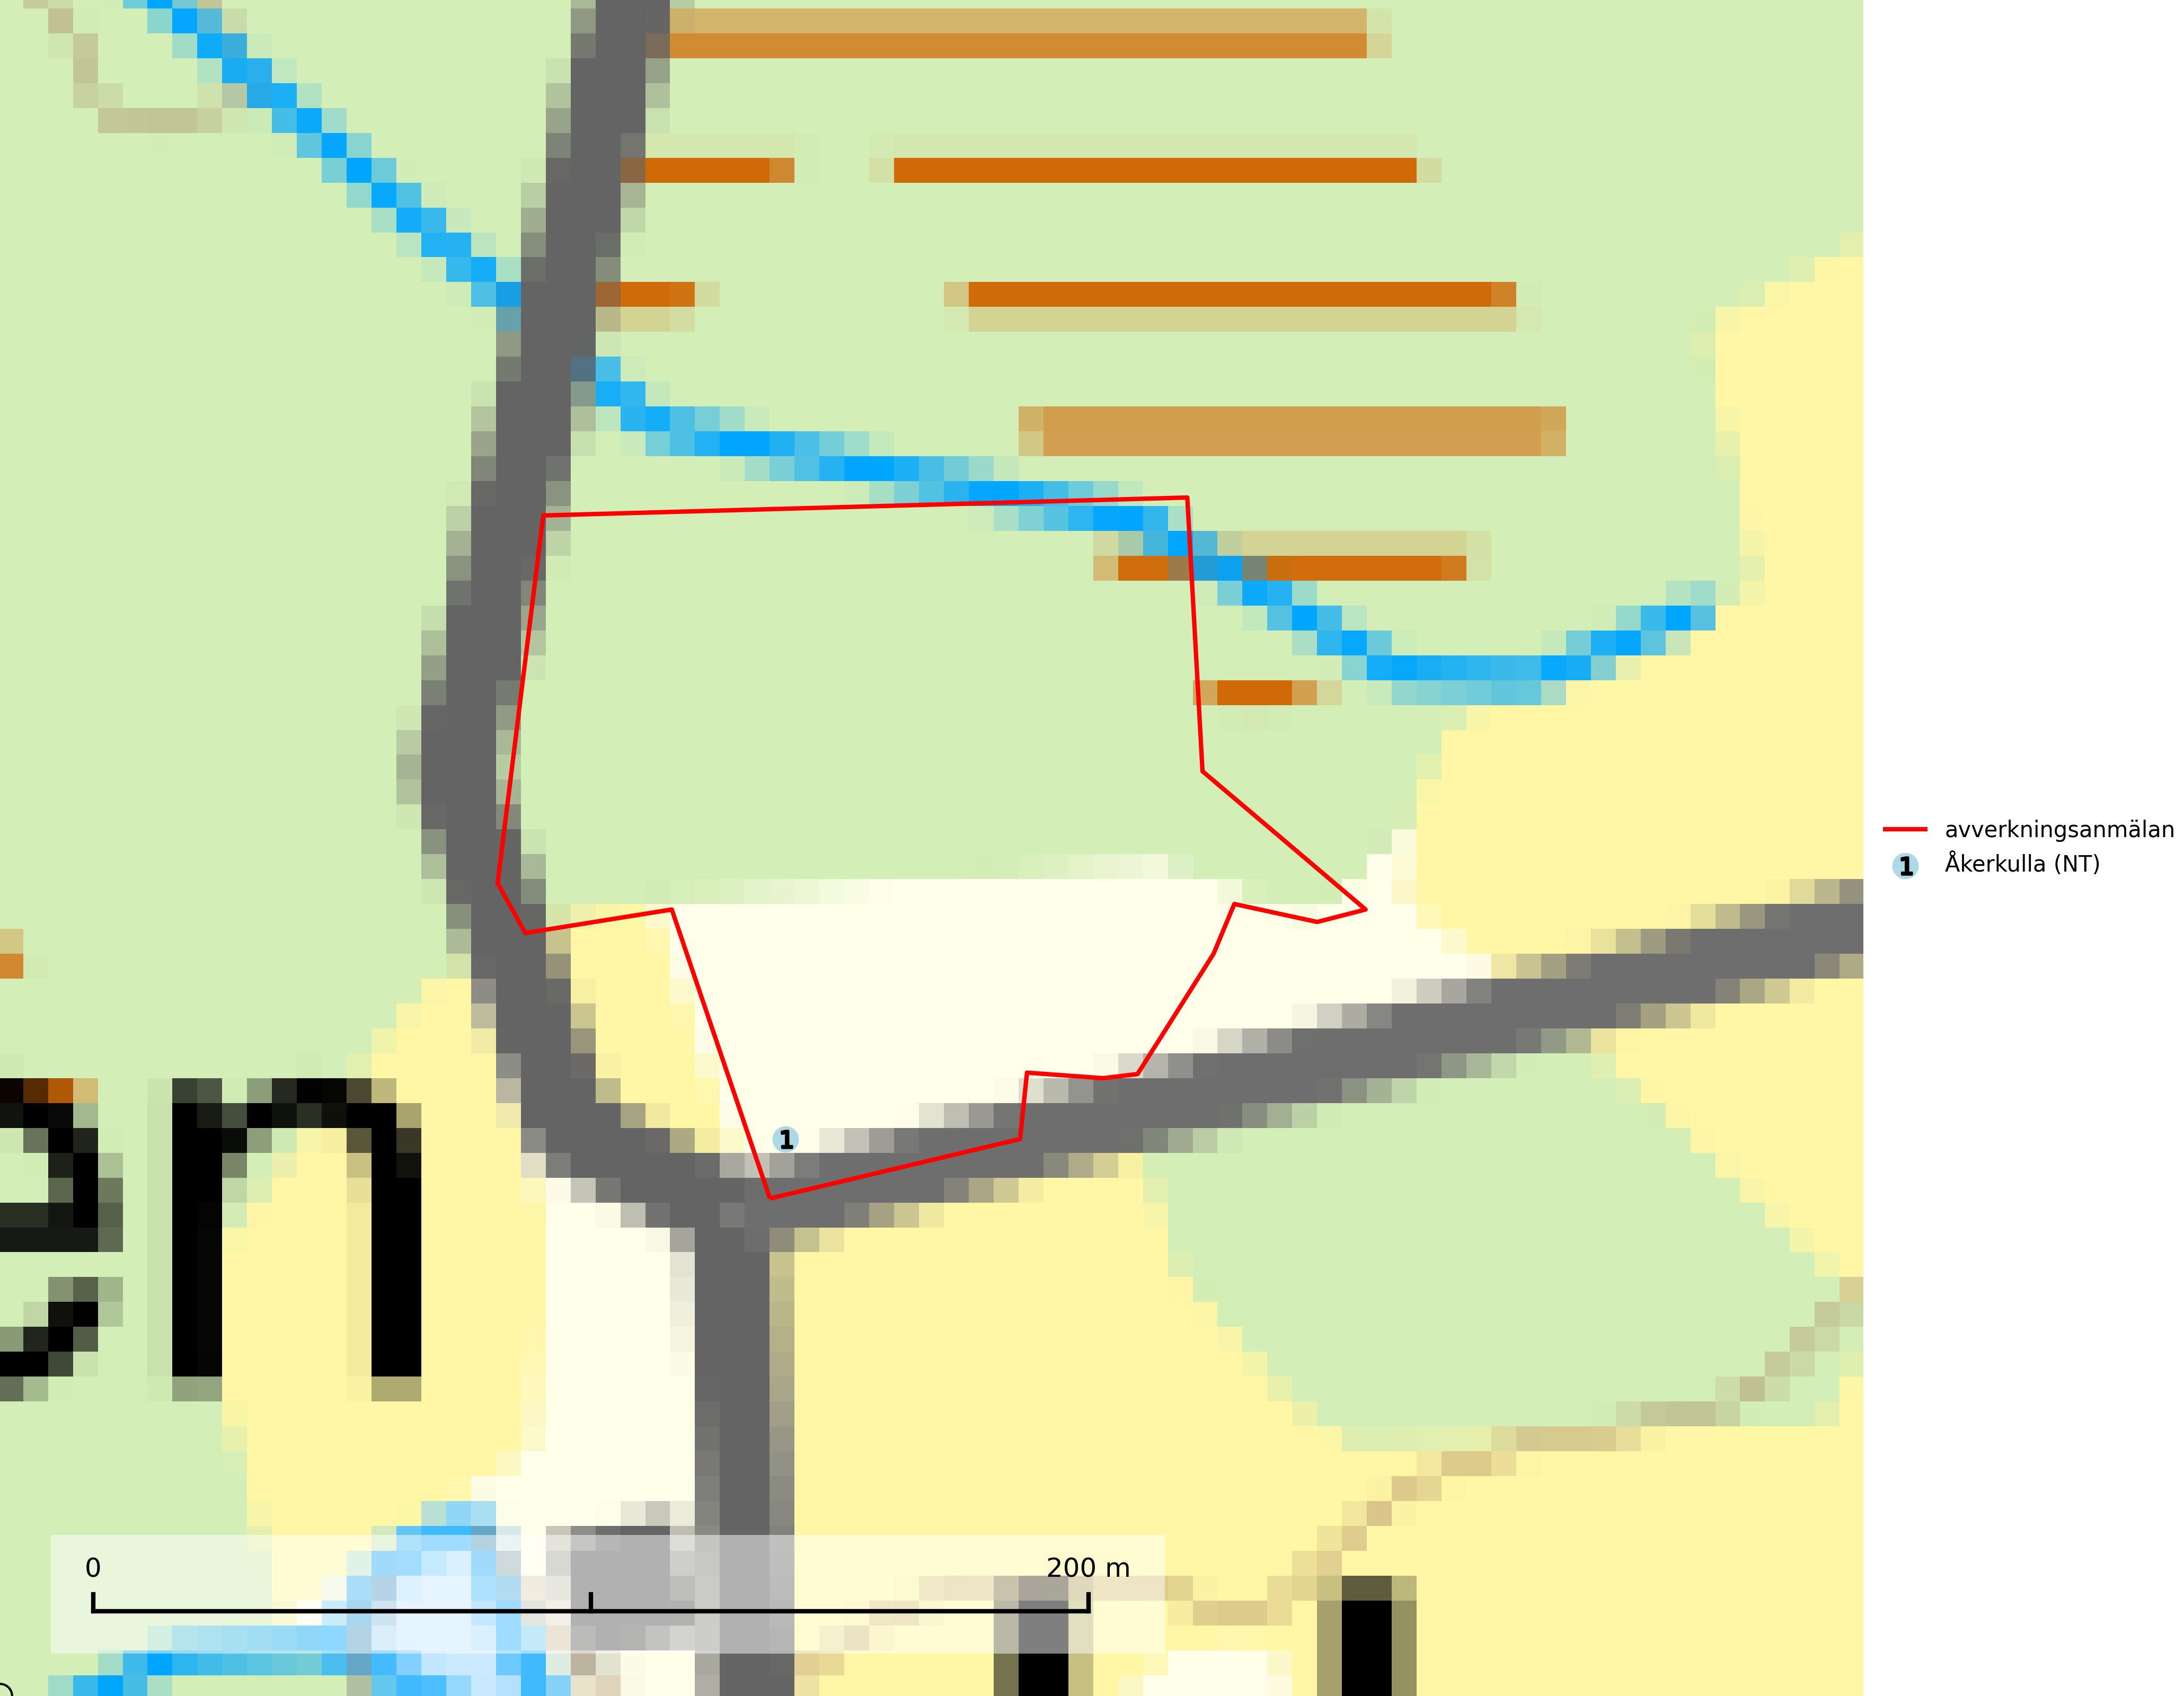 avverkningsanmälan
1 Åkerkulla (NT)
1
0 200 m